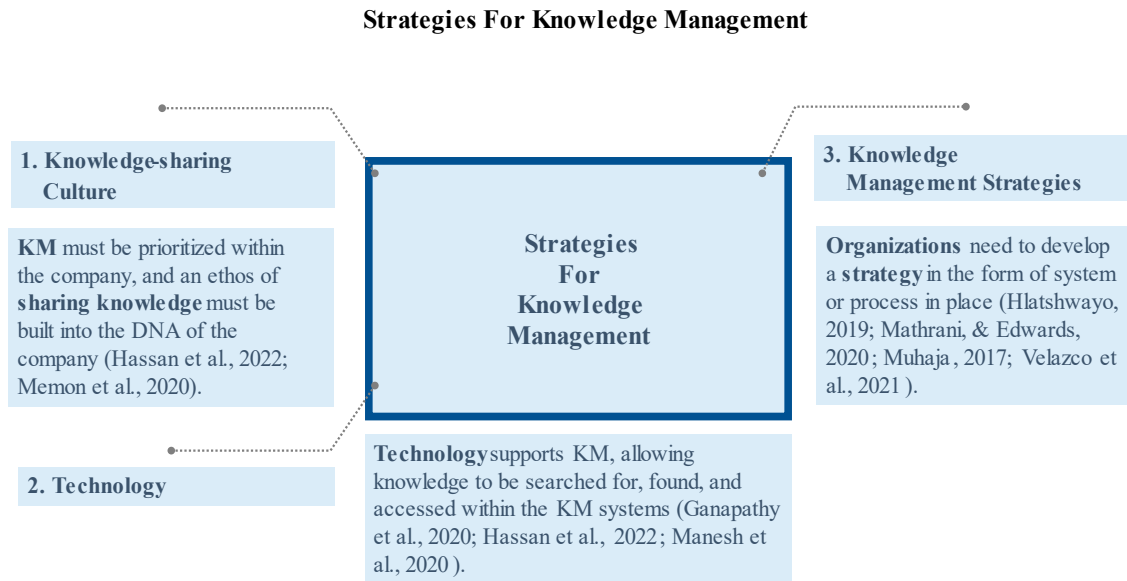 Strategies For Knowledge Management
1. Knowledge-sharing
Culture
KM must be prioritized within
the company, and an ethos of
sharing knowledge must be
built into the DNA of the
company (Hassan et al., 2022;
Memon et al., 2020).
2. Technology
Strategies
For
Knowledge
Management
Technology supports KM, allowing
knowledge to be searched for, found, and
accessed within the KM systems (Ganapathy
et al., 2020; Hassan et al., 2022; Manesh et
al., 2020 ).
3. Knowledge
Management Strategies
Organizations need to develop
a strategy in the form of system
or process in place (Hlatshwayo,
2019; Mathrani, & Edwards,
2020; Muhaja, 2017; Velazco et
al., 2021 ).